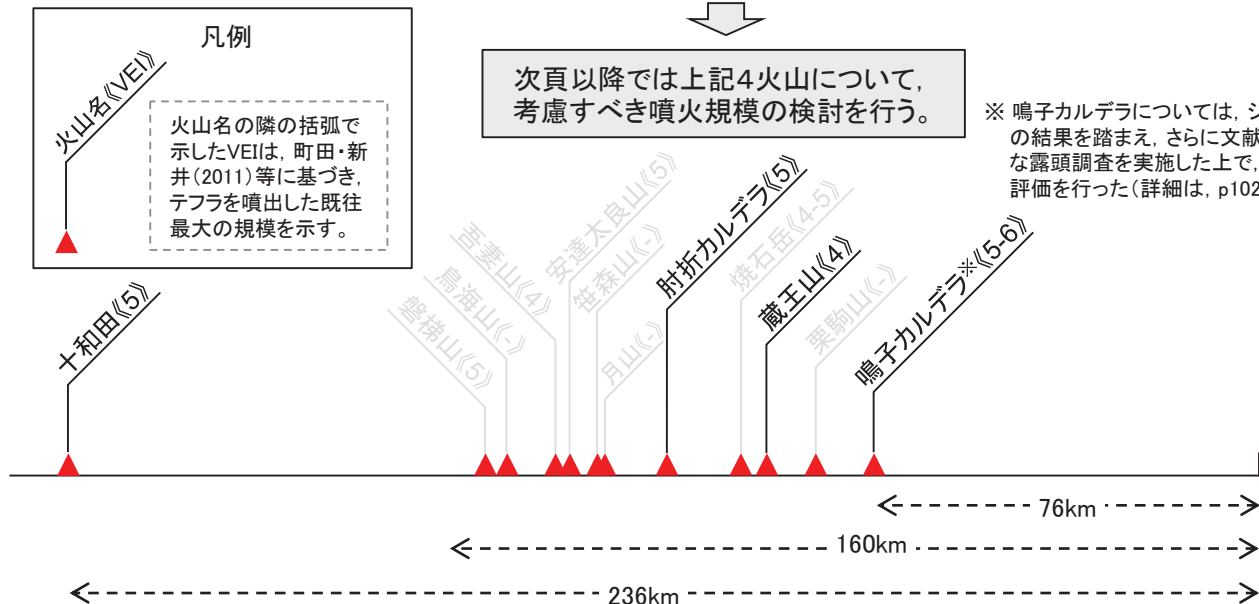 凡例
火山名《VEI》
火山名の隣の括弧で
示したVEIは, 町田・新
井(2011)等に基づき,
テフラを噴出した既往
最大の規模を示す。
次頁以降では上記4火山について,
考慮すべき噴火規模の検討を行う。
※ 鳴子カルデラについては, シ
の結果を踏まえ, さらに文献
な露頭調査を実施した上で,
評価を行った(詳細は, p102
十和田《5》
磐梯山《5》
鳥海山《-》
吾妻山《4》
安達太良山《5》
笹森山《-》
月山《-》
肘折カルデラ《5》
焼石岳《4-5》
蔵王山《4》
栗駒山《-》
鳴子カルデラ※《5-6》
76km
160km
236km